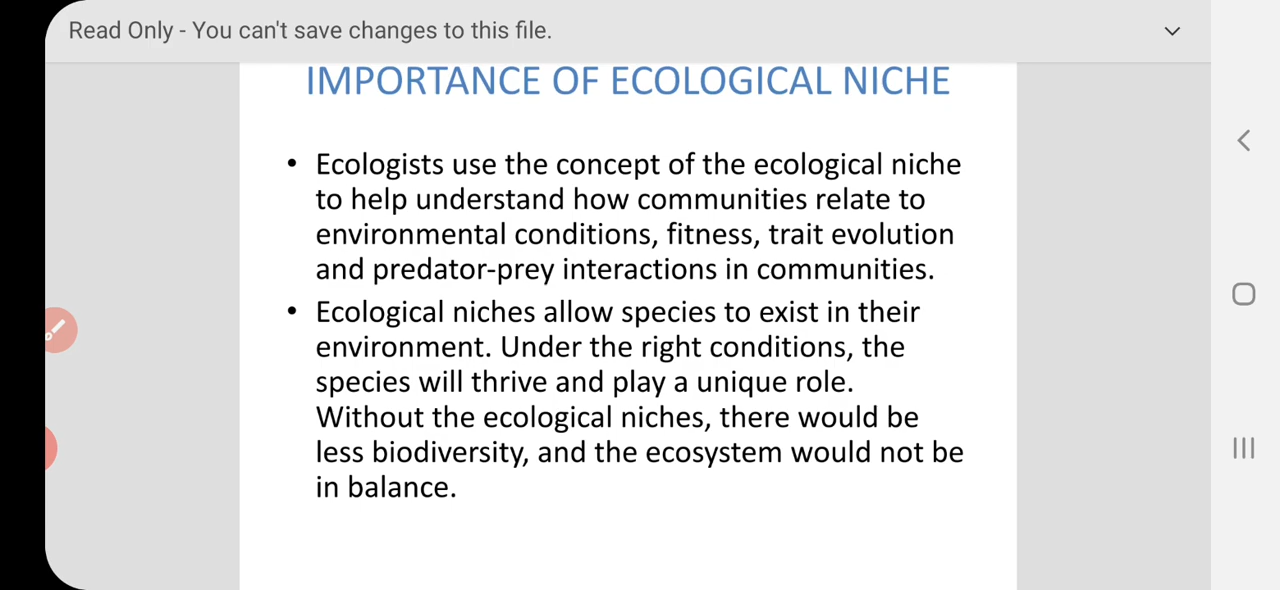 Read Only - You can't save changes to this file.
IMPORTANCE OF ECOLOGICAL NICHE
• Ecologists use the concept of the ecological niche
to help understand how communities relate to
environmental conditions, fitness, trait evolution
and predator-prey interactions in communities.
• Ecological niches allow species to exist in their
environment. Under the right conditions, the
species will thrive and play a unique role.
Without the ecological niches, there would be
less biodiversity, and the ecosystem would not be
in balance.